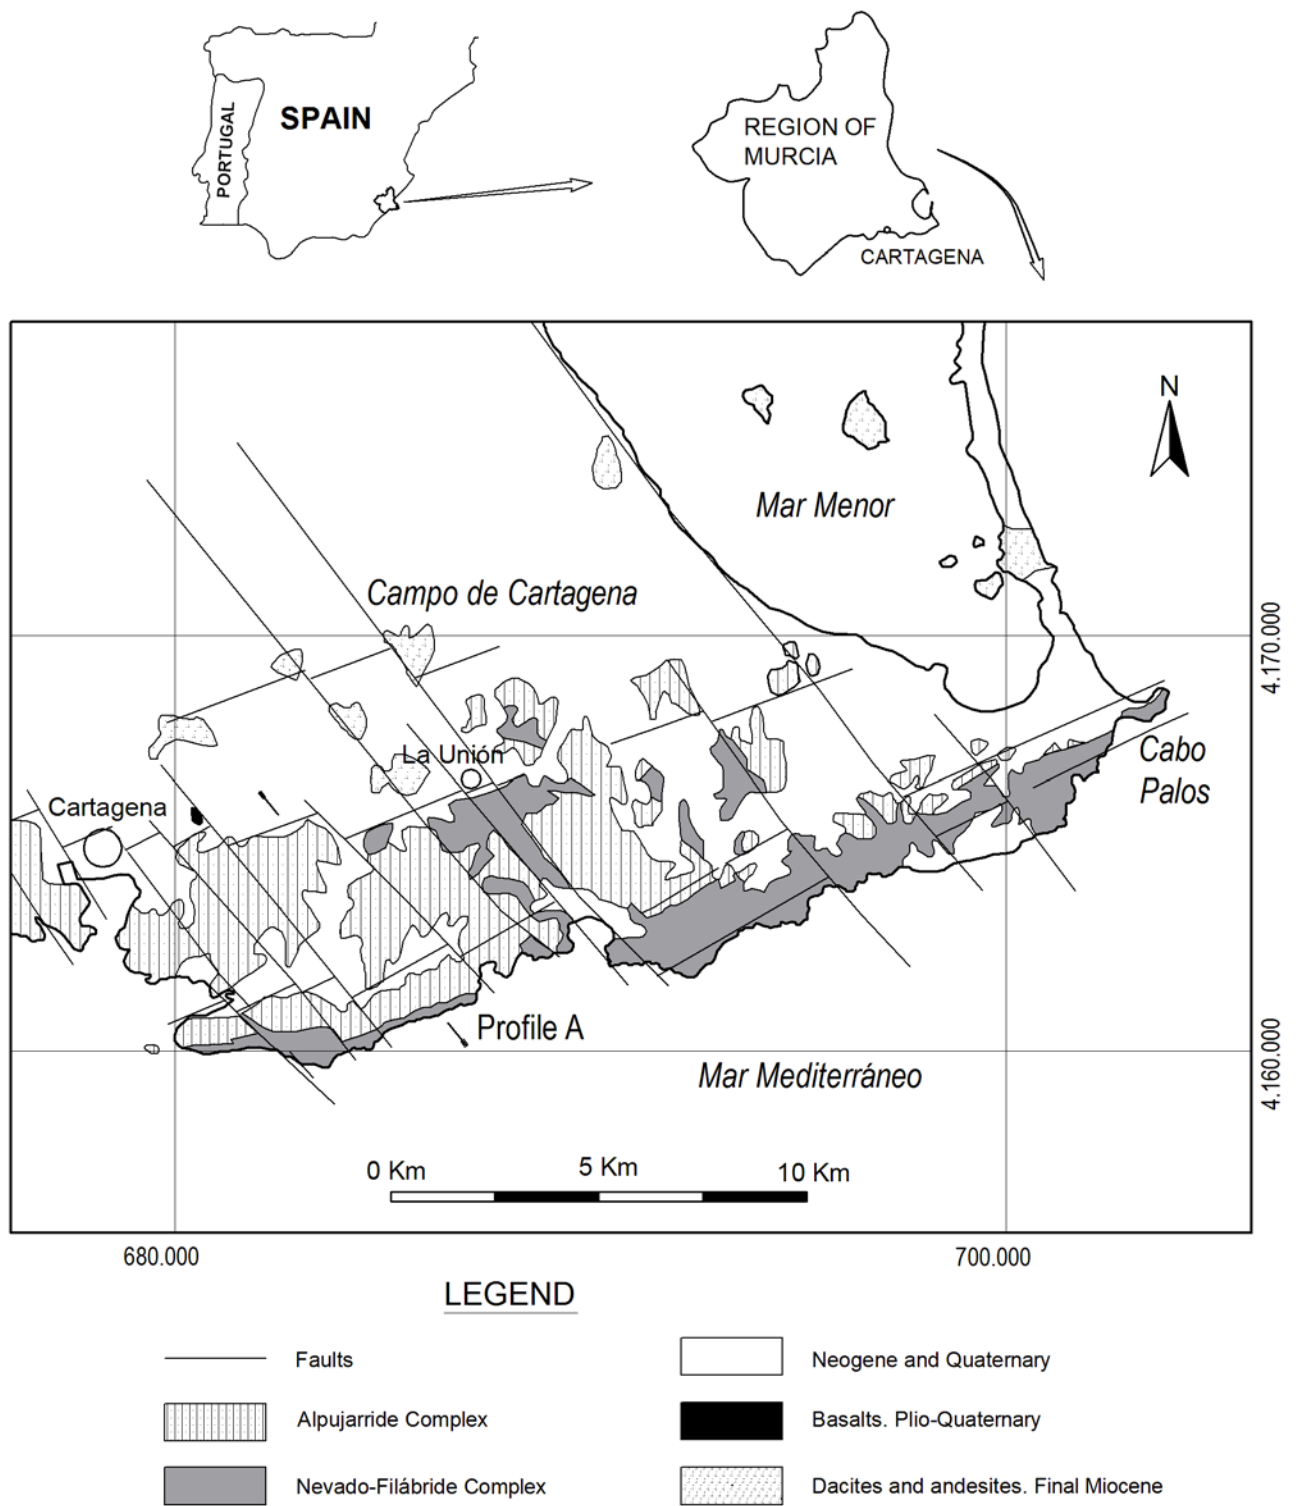 PORTUGAL
SPAIN
REGION OF
MURCIA
CARTAGENA
N
Mar Menor
Campo de Cartagena
4.170.000
La Unión
Cartagena
Cabo
Palos
Profile A
Mar Mediterráneo
4.160.000
0 Km
5 Km
10 Km
680.000
700.000
LEGEND
Faults
Neogene and Quaternary
Alpujarride Complex
Basalts. Plio-Quaternary
Nevado-Filábride Complex
Dacites and andesites. Final Miocene